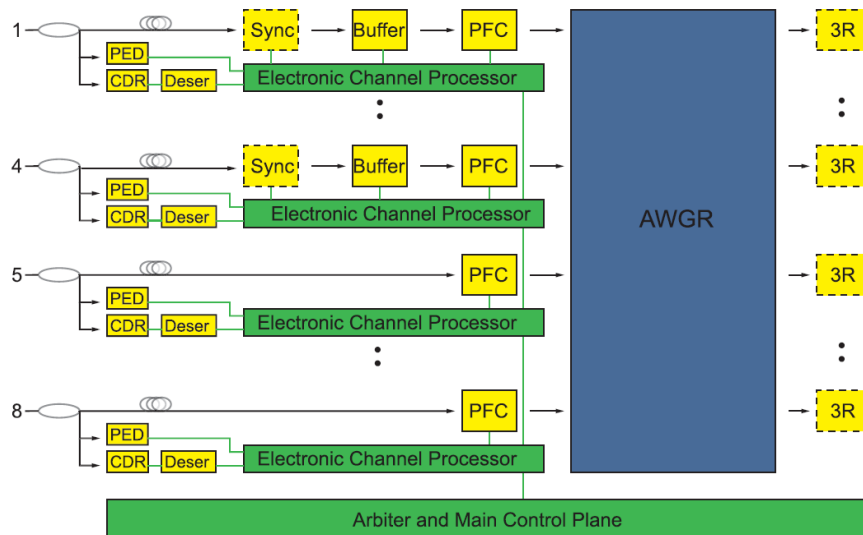 1 Sync Buffer PFC 3R
PED
CDR Deser Electronic Channel Processor
4 Sync Buffer PFC 3R
PED
CDR Deser Electronic Channel Processor
AWGR
5 PFC 3R
PED
CDR Deser Electronic Channel Processor
8 PFC 3R
PED
CDR Deser Electronic Channel Processor
Arbiter and Main Control Plane